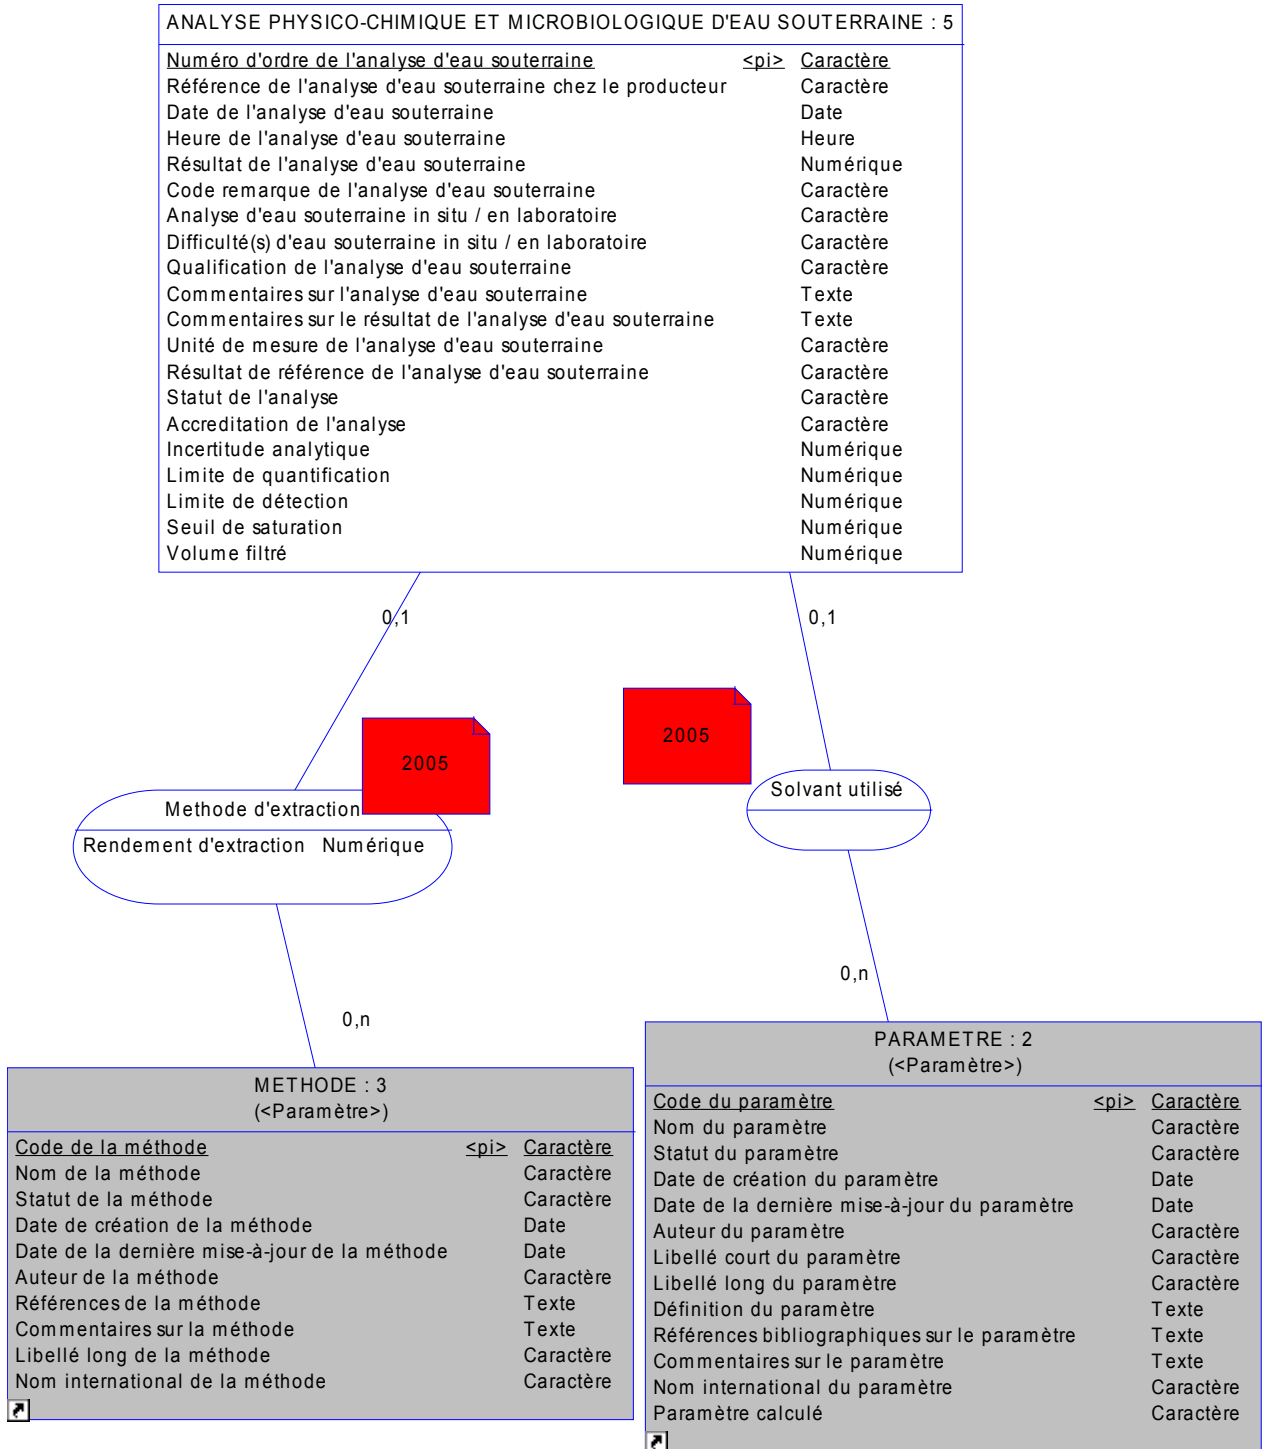 ANALYSE PHYSICO-CHIMIQUE ET MICROBIOLOGIQUE D'EAU SOUTERRAINE : 5
Numéro d'ordre de l'analyse d'eau souterraine <pi> Caractère
Référence de l'analyse d'eau souterraine chez le producteur Caractère
Date de l'analyse d'eau souterraine Date
Heure de l'analyse d'eau souterraine Heure
Résultat de l'analyse d'eau souterraine Numérique
Code remarque de l'analyse d'eau souterraine Caractère
Analyse d'eau souterraine in situ / en laboratoire Caractère
Difficulté(s) d'eau souterraine in situ / en laboratoire Caractère
Qualification de l'analyse d'eau souterraine Caractère
Commentaires sur l'analyse d'eau souterraine Texte
Commentaires sur le résultat de l'analyse d'eau souterraine Texte
Unité de mesure de l'analyse d'eau souterraine Caractère
Résultat de référence de l'analyse d'eau souterraine Caractère
Statut de l'analyse Caractère
Accreditation de l'analyse Caractère
Incertitude analytique Numérique
Limite de quantification Numérique
Limite de détection Numérique
Seuil de saturation Numérique
Volume filtré Numérique
0,1
0,1
2005
2005
Methode d'extraction
Rendement d'extraction Numérique
Solvant utilisé
0,n
0,n
METHODE : 3
(<Paramètre>)
Code de la méthode <pi> Caractère
Nom de la méthode Caractère
Statut de la méthode Caractère
Date de création de la méthode Date
Date de la dernière mise-à-jour de la méthode Date
Auteur de la méthode Caractère
Références de la méthode Texte
Commentaires sur la méthode Texte
Libellé long de la méthode Caractère
Nom international de la méthode Caractère
PARAMETRE : 2
(<Paramètre>)
Code du paramètre <pi> Caractère
Nom du paramètre Caractère
Statut du paramètre Caractère
Date de création du paramètre Date
Date de la dernière mise-à-jour du paramètre Date
Auteur du paramètre Caractère
Libellé court du paramètre Caractère
Libellé long du paramètre Caractère
Définition du paramètre Texte
Références bibliographiques sur le paramètre Texte
Commentaires sur le paramètre Texte
Nom international du paramètre Caractère
Paramètre calculé Caractère